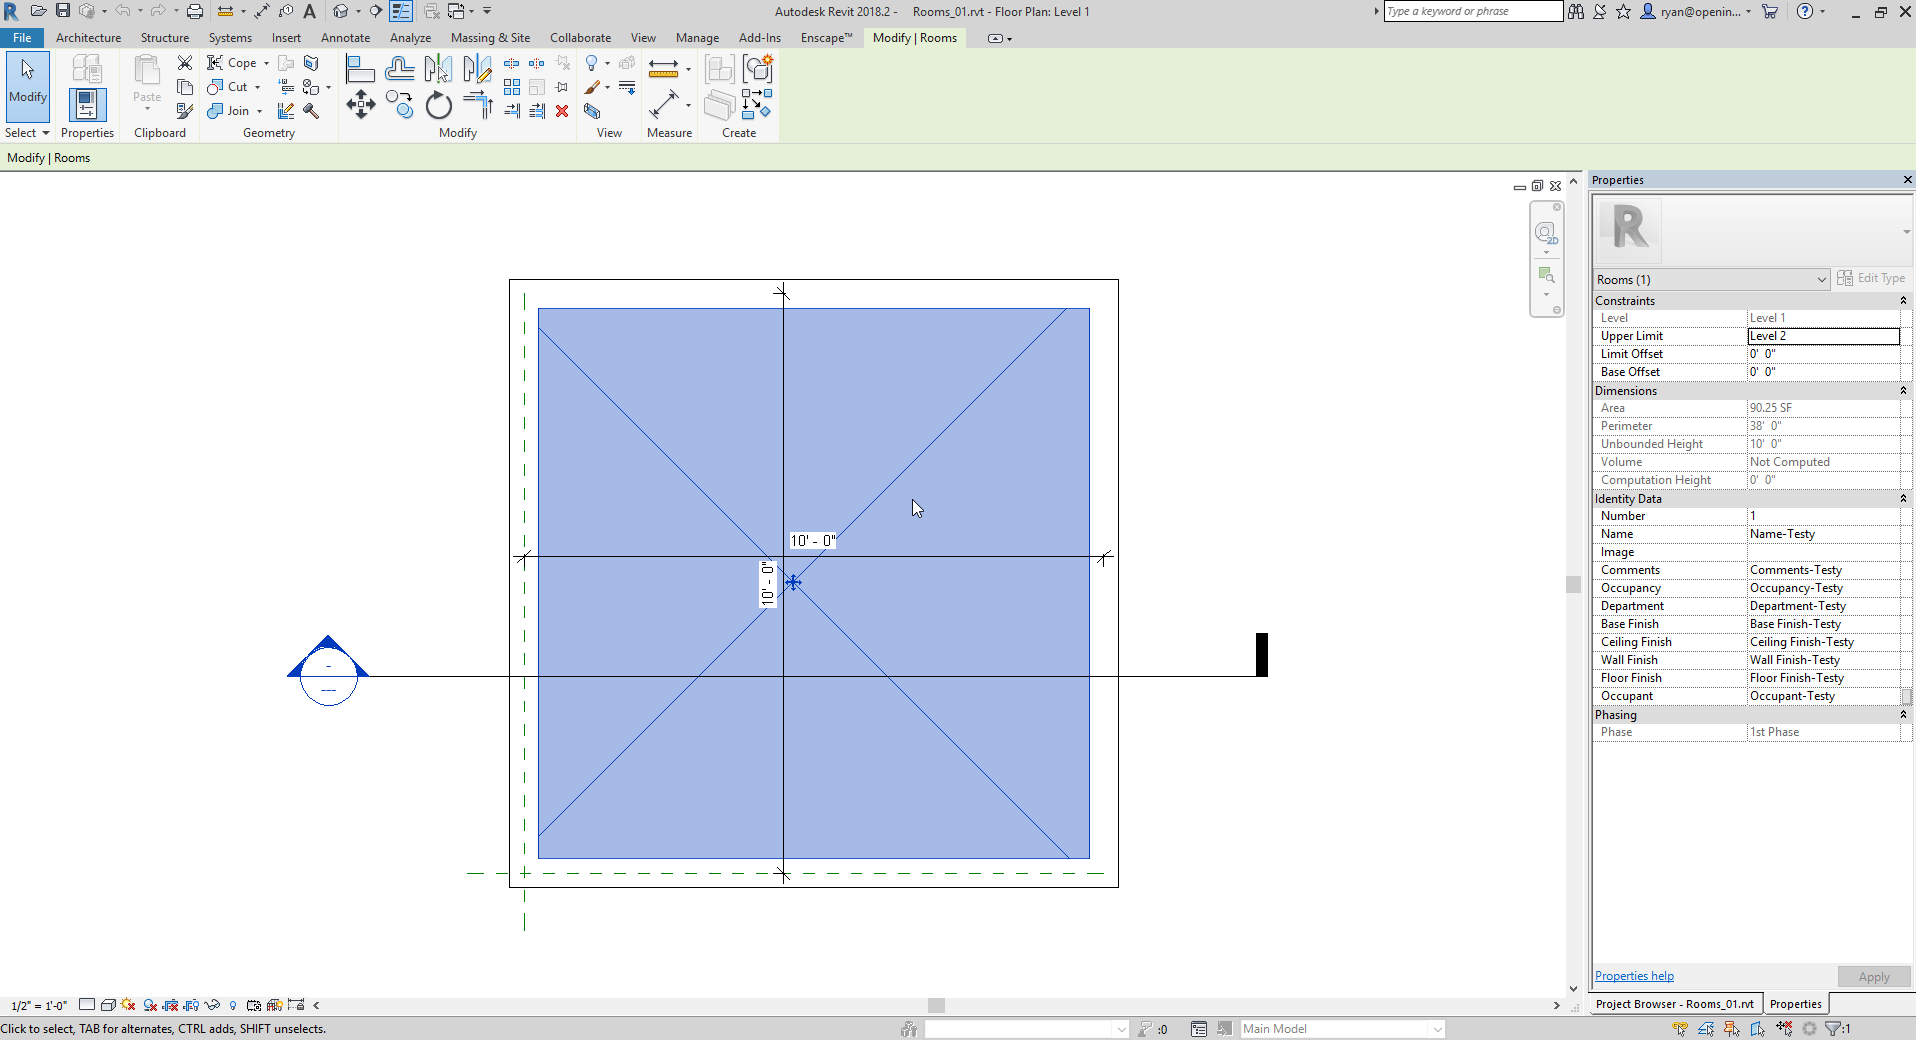 Autodesk Revit 2018.2 - Rooms_01.rvt - Floor Plan: Level 1
Type a keyword or phrase
ryan@openin...
File Architecture Structure Systems Insert Annotate Analyze Massing & Site Collaborate View Manage Add-Ins Enscape™ Modify | Rooms
Modify
Paste
Cope
Cut
Join
Select Properties Clipboard Geometry Modify View Measure Create
Modify | Rooms
2D
10' - 0"
10' - 0"
-
---
Properties
R
Rooms (1) Edit Type
Constraints
Level Level 1
Upper Limit Level 2
Limit Offset 0' 0"
Base Offset 0' 0"
Dimensions
Area 90.25 SF
Perimeter 38' 0"
Unbounded Height 10' 0"
Volume Not Computed
Computation Height 0' 0"
Identity Data
Number 1
Name Name-Testy
Image
Comments Comments-Testy
Occupancy Occupancy-Testy
Department Department-Testy
Base Finish Base Finish-Testy
Ceiling Finish Ceiling Finish-Testy
Wall Finish Wall Finish-Testy
Floor Finish Floor Finish-Testy
Occupant Occupant-Testy
Phasing
Phase 1st Phase
Properties help Apply
Project Browser - Rooms_01.rvt Properties
1/2" = 1'-0"
Click to select, TAB for alternates, CTRL adds, SHIFT unselects.
:0
Main Model
:1